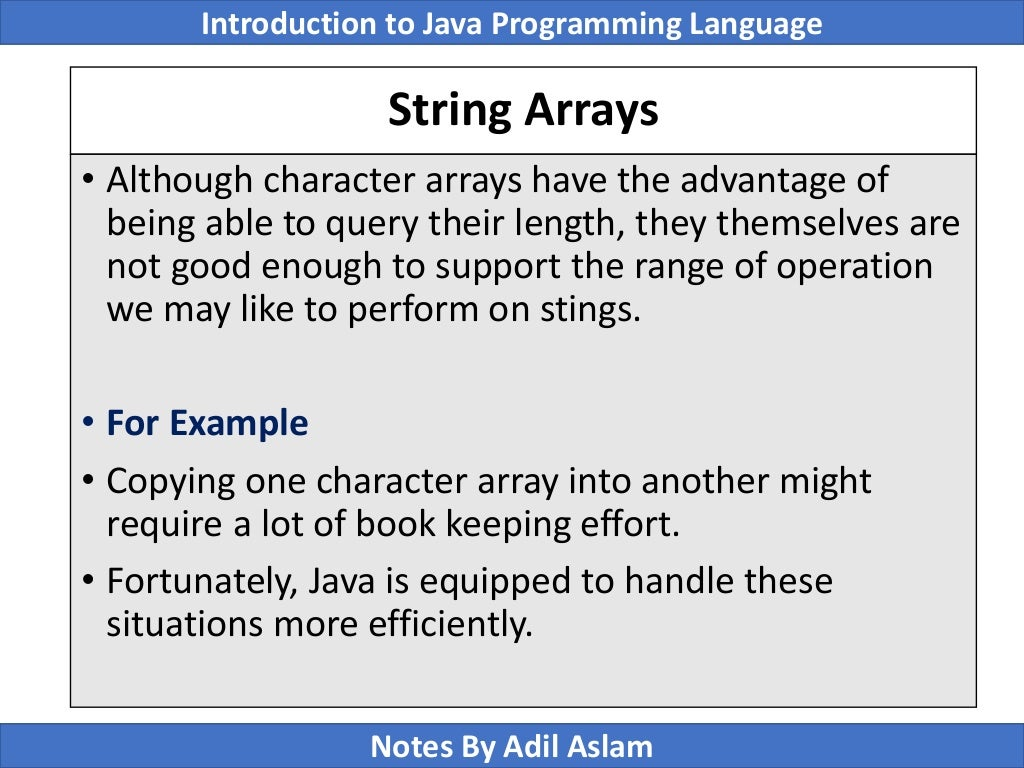 Introduction to Java Programming Language
String Arrays
• Although character arrays have the advantage of
being able to query their length, they themselves are
not good enough to support the range of operation
we may like to perform on stings.
• For Example
• Copying one character array into another might
require a lot of book keeping effort.
• Fortunately, Java is equipped to handle these
situations more efficiently.
Notes By Adil Aslam